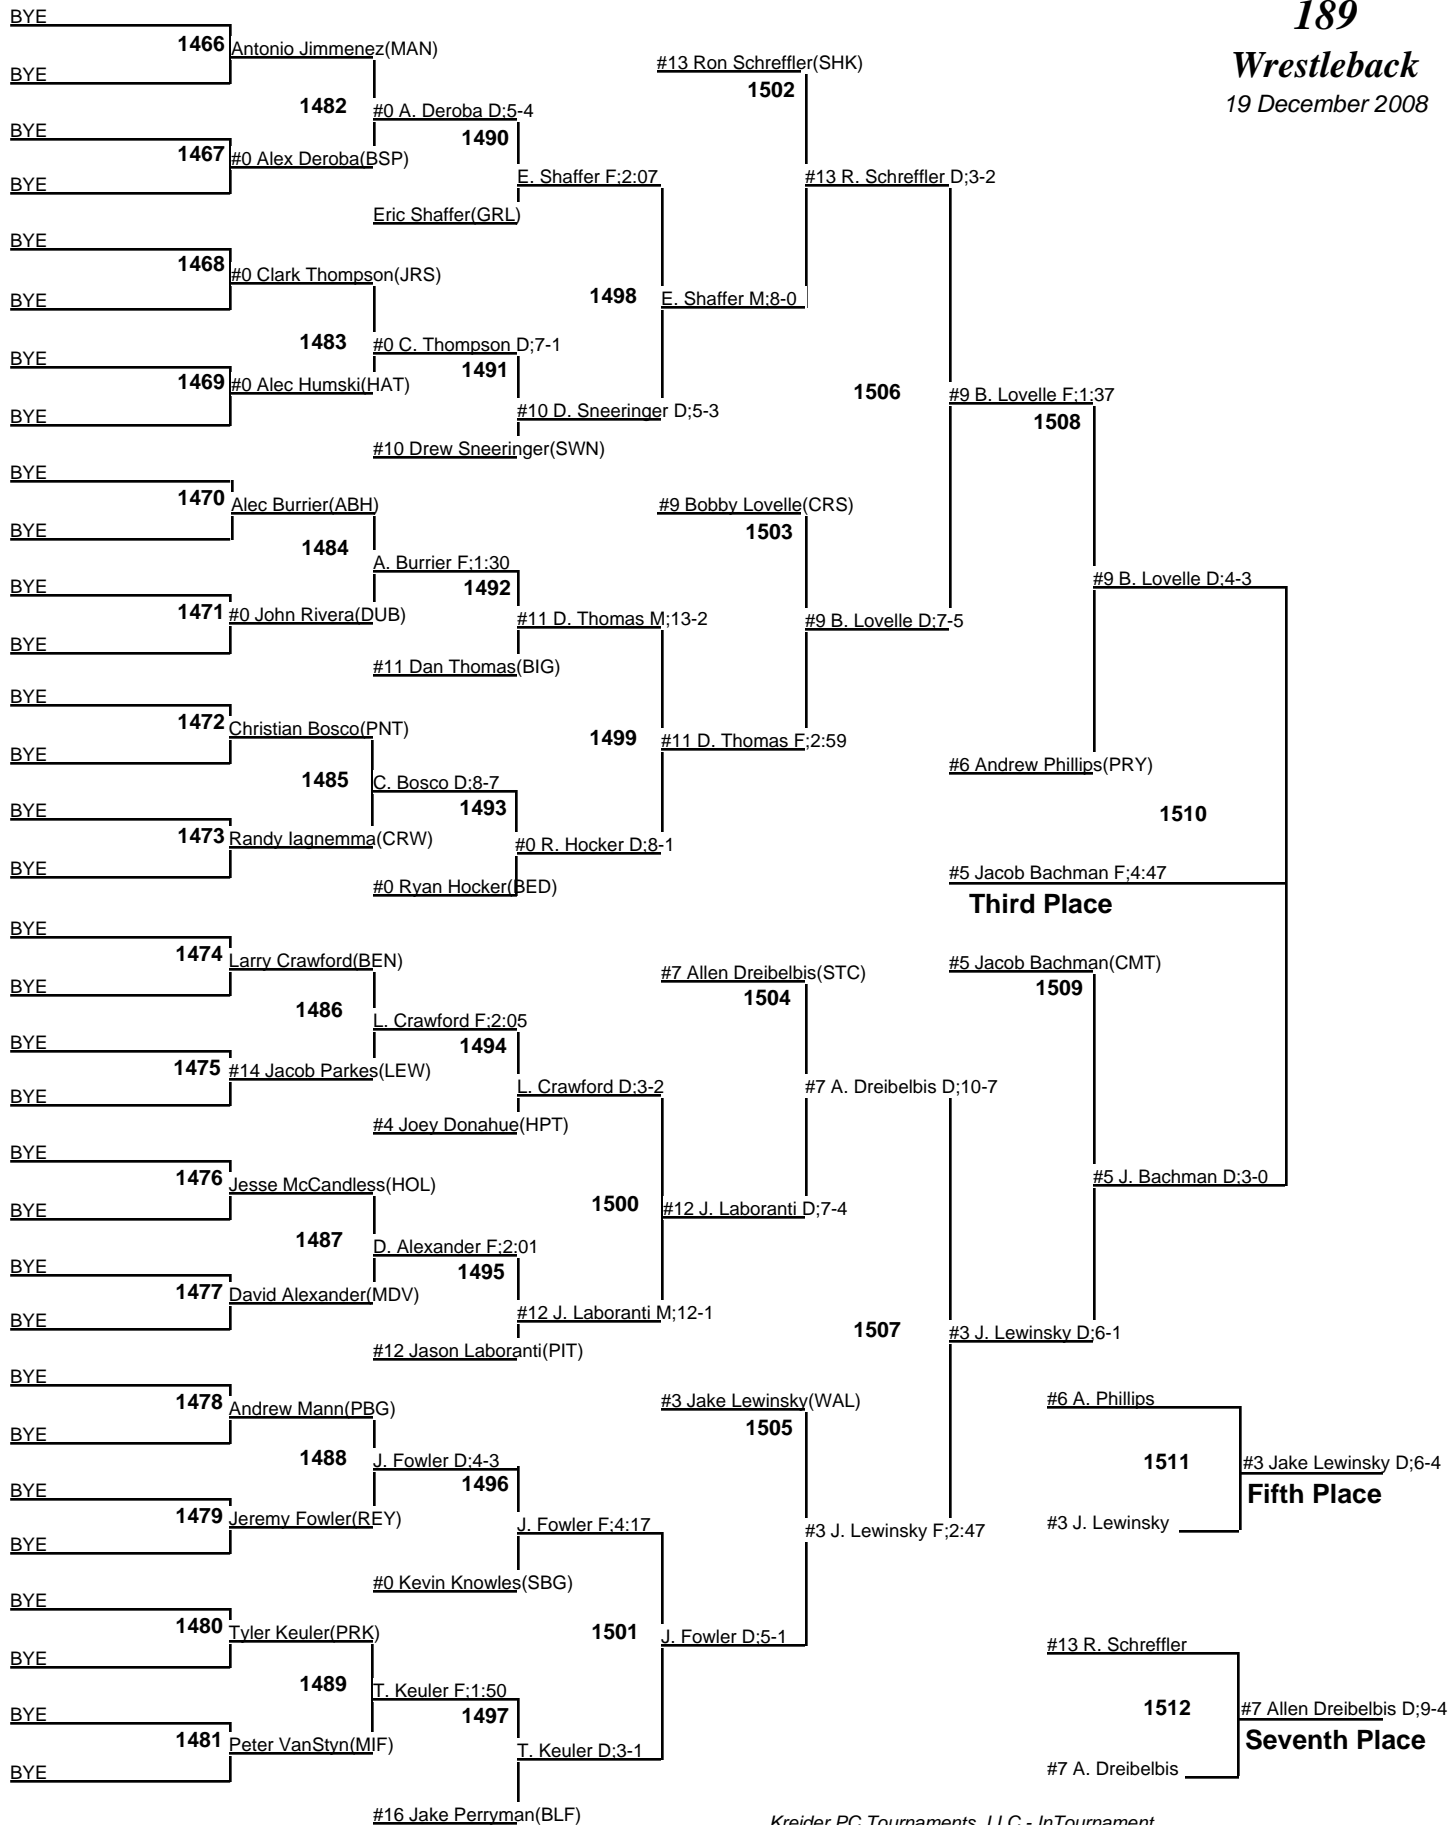 189
Wrestleback
19 December 2008
BYE
1466
Antonio Jimmenez(MAN)
BYE
1482
#0 A. Deroba D;5-4
BYE
1467
#0 Alex Deroba(BSP)
BYE
1490
E. Shaffer F;2:07
Eric Shaffer(GRL)
BYE
1468
#0 Clark Thompson(JRS)
BYE
1483
#0 C. Thompson D;7-1
BYE
1469
#0 Alec Humski(HAT)
BYE
1491
#10 D. Sneeringer D;5-3
#10 Drew Sneeringer(SWN)
1498
E. Shaffer M;8-0
#13 Ron Schreffler(SHK)
1502
#13 R. Schreffler D;3-2
BYE
1470
Alec Burrier(ABH)
BYE
1484
A. Burrier F;1:30
BYE
1471
#0 John Rivera(DUB)
BYE
1492
#11 D. Thomas M;13-2
#11 Dan Thomas(BIG)
BYE
1472
Christian Bosco(PNT)
BYE
1485
C. Bosco D;8-7
BYE
1473
Randy Iagnemma(CRW)
BYE
1493
#0 R. Hocker D;8-1
#0 Ryan Hocker(BED)
1499
#11 D. Thomas F;2:59
#9 Bobby Lovelle(CRS)
1503
#9 B. Lovelle D;7-5
1506
#9 B. Lovelle F;1:37
1508
#9 B. Lovelle D;4-3
#6 Andrew Phillips(PRY)
1510
#5 Jacob Bachman F;4:47
Third Place
BYE
1474
Larry Crawford(BEN)
BYE
1486
L. Crawford F;2:05
BYE
1475
#14 Jacob Parkes(LEW)
BYE
1494
L. Crawford D;3-2
#4 Joey Donahue(HPT)
BYE
1476
Jesse McCandless(HOL)
BYE
1487
D. Alexander F;2:01
BYE
1477
David Alexander(MDV)
BYE
1495
#12 J. Laboranti M;12-1
#12 Jason Laboranti(PIT)
1500
#12 J. Laboranti D;7-4
#7 Allen Dreibelbis(STC)
1504
#7 A. Dreibelbis D;10-7
#5 Jacob Bachman(CMT)
1509
#5 J. Bachman D;3-0
1507
#3 J. Lewinsky D;6-1
BYE
1478
Andrew Mann(PBG)
BYE
1488
J. Fowler D;4-3
BYE
1479
Jeremy Fowler(REY)
BYE
1496
J. Fowler F;4:17
#0 Kevin Knowles(SBG)
BYE
1480
Tyler Keuler(PRK)
BYE
1489
T. Keuler F;1:50
BYE
1481
Peter VanStyn(MIF)
BYE
1497
T. Keuler D;3-1
#16 Jake Perryman(BLF)
1501
J. Fowler D;5-1
#3 Jake Lewinsky(WAL)
1505
#3 J. Lewinsky F;2:47
#6 A. Phillips
1511
#3 Jake Lewinsky D;6-4
Fifth Place
#3 J. Lewinsky
#13 R. Schreffler
1512
#7 Allen Dreibelbis D;9-4
Seventh Place
#7 A. Dreibelbis
Kreider PC Tournaments, LLC - InTournament